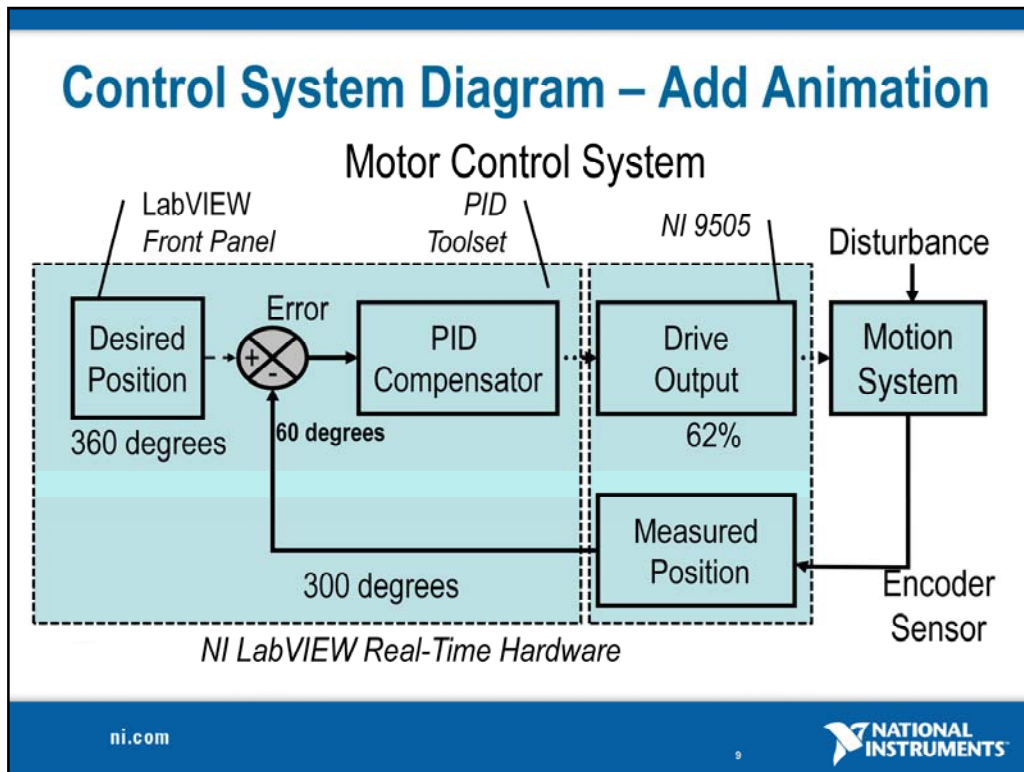 Control System Diagram – Add Animation
Motor Control System
LabVIEW
Front Panel
PID
Toolset
NI 9505
Disturbance
Desired
Position
Error
+
-
PID
Compensator
Drive
Output
Motion
System
360 degrees
60 degrees
62%
Measured
Position
300 degrees
Encoder
Sensor
NI LabVIEW Real-Time Hardware
ni.com
9
NATIONAL
INSTRUMENTS™